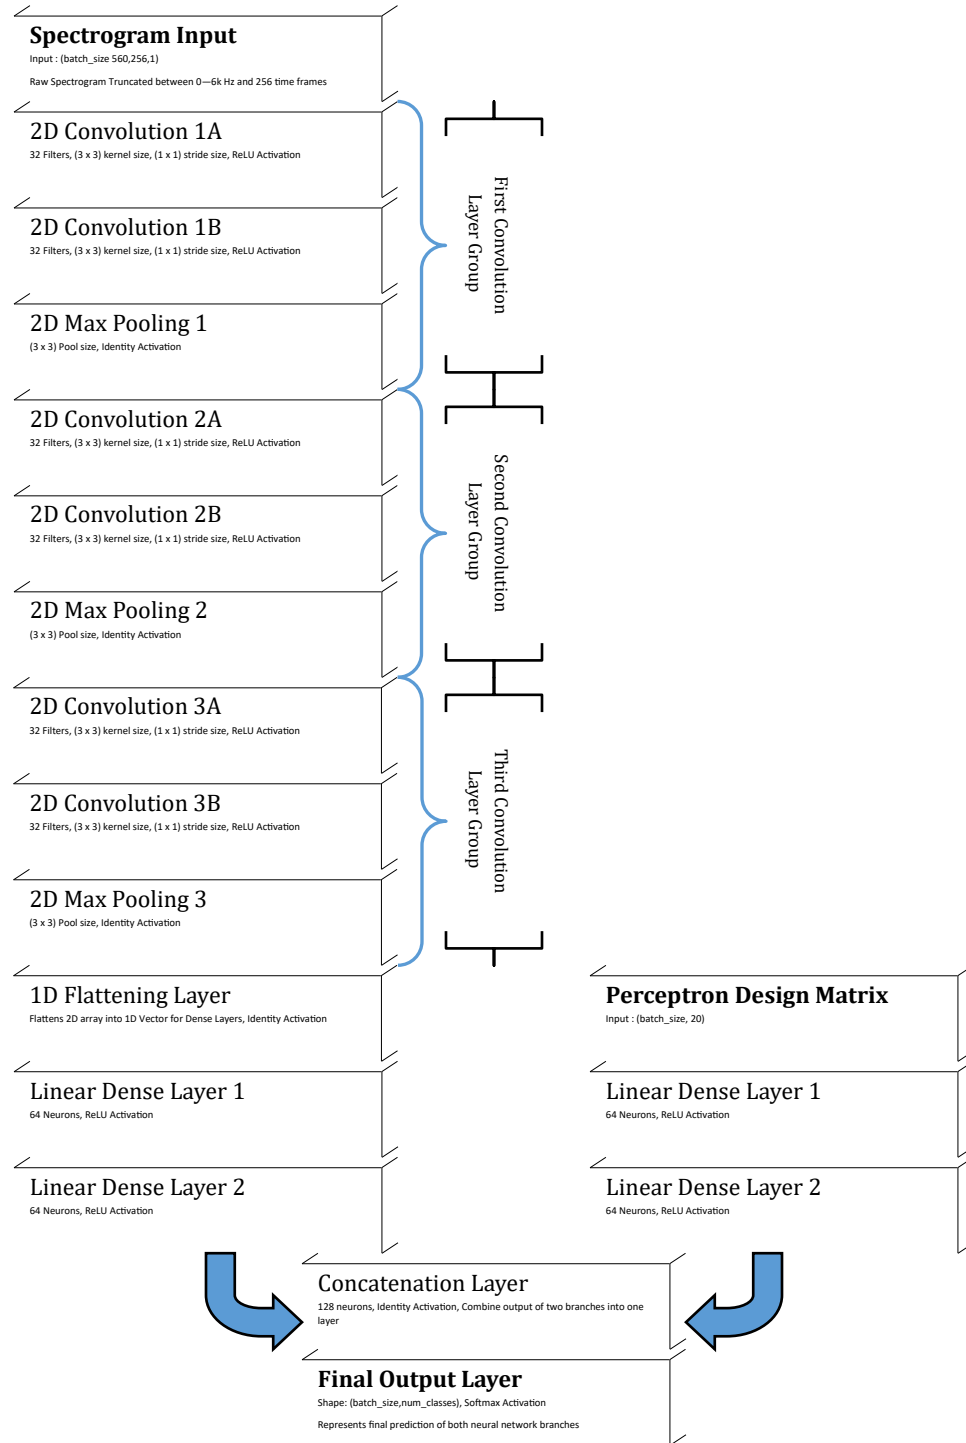 Spectrogram Input
Input : (batch_size 560,256,1)
Raw Spectrogram Truncated between 0—6k Hz and 256 time frames
2D Convolution 1A
32 Filters, (3 x 3) kernel size, (1 x 1) stride size, ReLU Activation
2D Convolution 1B
32 Filters, (3 x 3) kernel size, (1 x 1) stride size, ReLU Activation
2D Max Pooling 1
(3 x 3) Pool size, Identity Activation
First Convolution
Layer Group
2D Convolution 2A
32 Filters, (3 x 3) kernel size, (1 x 1) stride size, ReLU Activation
2D Convolution 2B
32 Filters, (3 x 3) kernel size, (1 x 1) stride size, ReLU Activation
2D Max Pooling 2
(3 x 3) Pool size, Identity Activation
Second Convolution
Layer Group
2D Convolution 3A
32 Filters, (3 x 3) kernel size, (1 x 1) stride size, ReLU Activation
2D Convolution 3B
32 Filters, (3 x 3) kernel size, (1 x 1) stride size, ReLU Activation
2D Max Pooling 3
(3 x 3) Pool size, Identity Activation
Third Convolution
Layer Group
1D Flattening Layer
Flattens 2D array into 1D Vector for Dense Layers, Identity Activation
Linear Dense Layer 1
64 Neurons, ReLU Activation
Linear Dense Layer 2
64 Neurons, ReLU Activation
Perceptron Design Matrix
Input : (batch_size, 20)
Linear Dense Layer 1
64 Neurons, ReLU Activation
Linear Dense Layer 2
64 Neurons, ReLU Activation
Concatenation Layer
128 neurons, Identity Activation, Combine output of two branches into one
layer
Final Output Layer
Shape: (batch_size,num_classes), Softmax Activation
Represents final prediction of both neural network branches